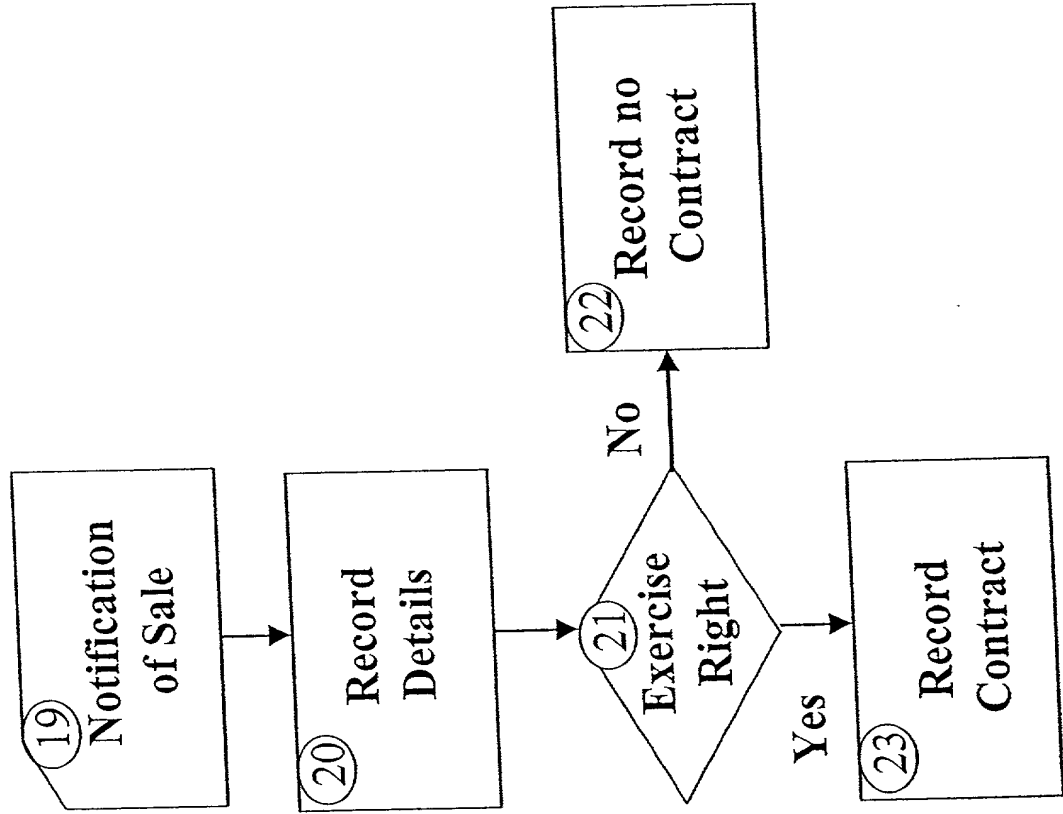 19
Notification
of Sale
20
Record
Details
21
Exercise
Right
No
22
Record no
Contract
Yes
23
Record
Contract